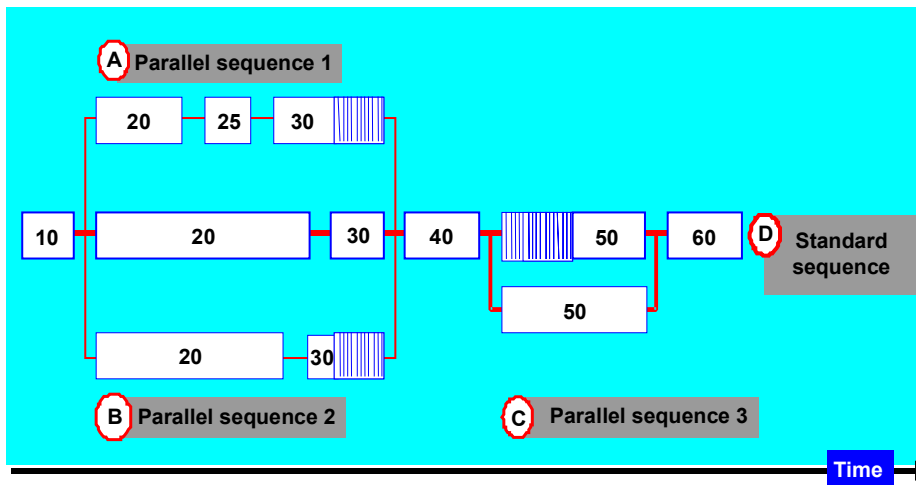 A Parallel sequence 1
20 25 30
10 20 30 40 50 60 D Standard
sequence
50
20 30
B Parallel sequence 2
C Parallel sequence 3
Time